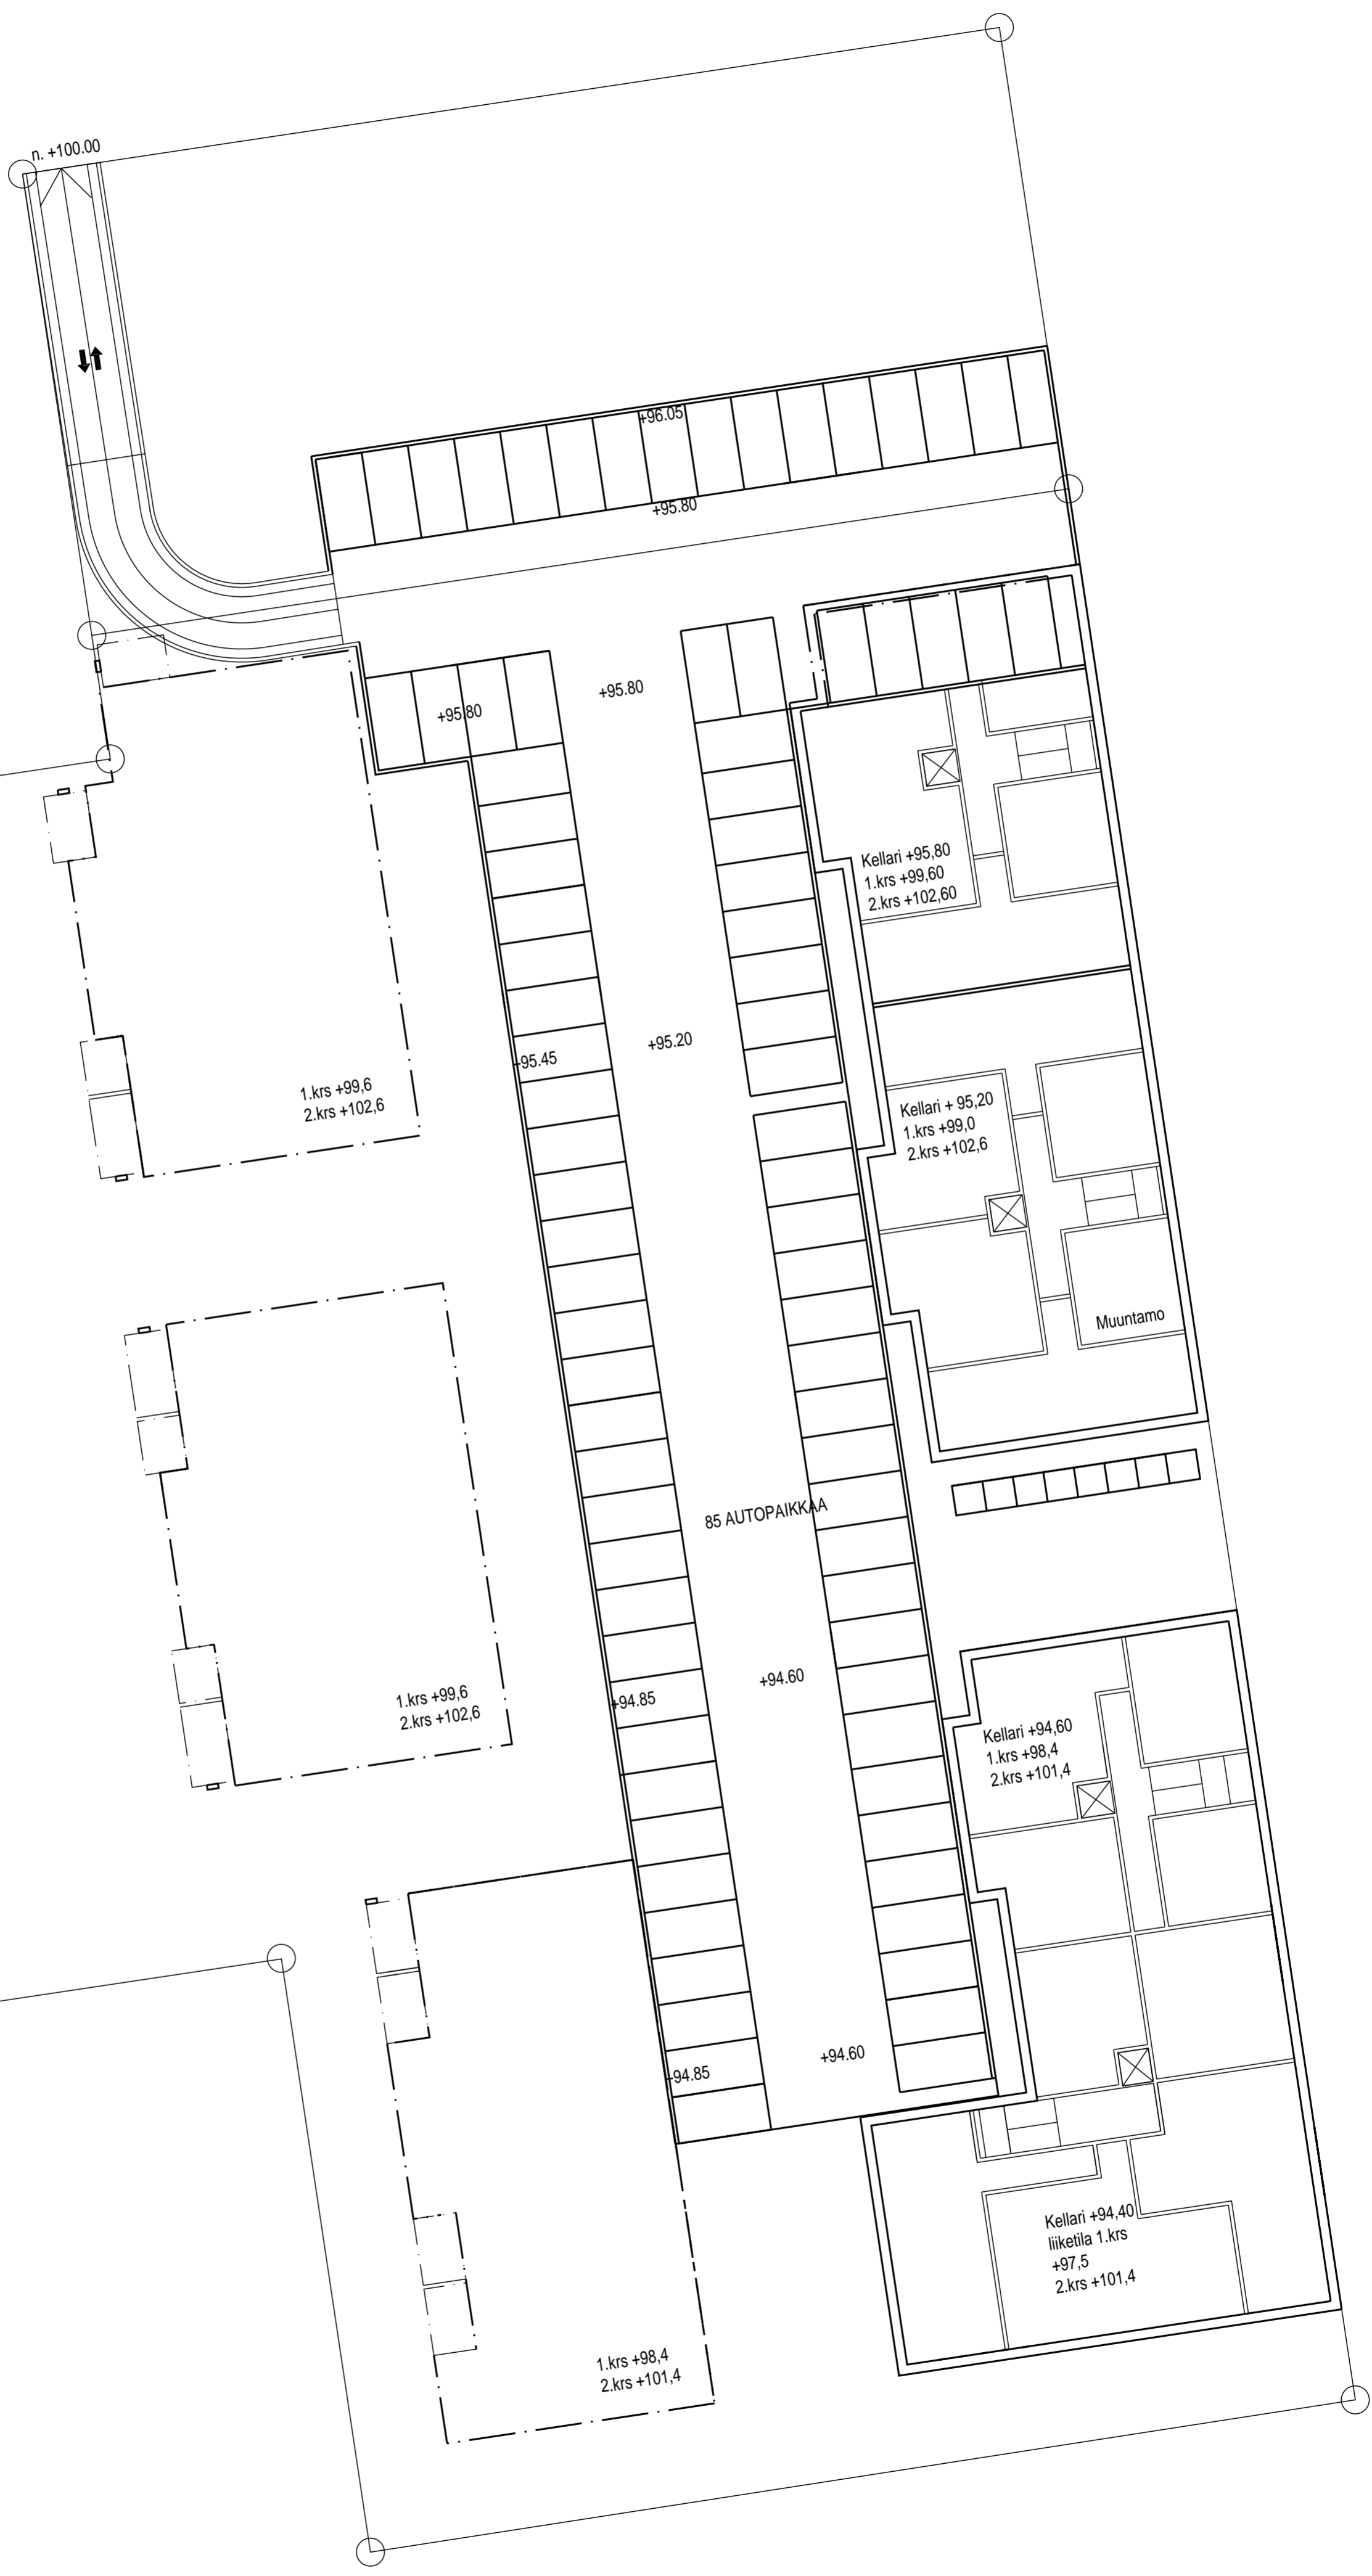 n. +100.00
+96.05
+95.80
+95.80
+95.80
Kellari +95,80
1.krs +99,60
2.krs +102,60
+95.20
+95.45
1.krs +99,6
2.krs +102,6
Kellari + 95,20
1.krs +99,0
2.krs +102,6
Muuntamo
85 AUTOPAIKKAA
+94.60
+94.85
1.krs +99,6
2.krs +102,6
Kellari +94,60
1.krs +98,4
2.krs +101,4
+94.60
+94.85
Kellari +94,40
liiketila 1.krs
+97,5
2.krs +101,4
1.krs +98,4
2.krs +101,4